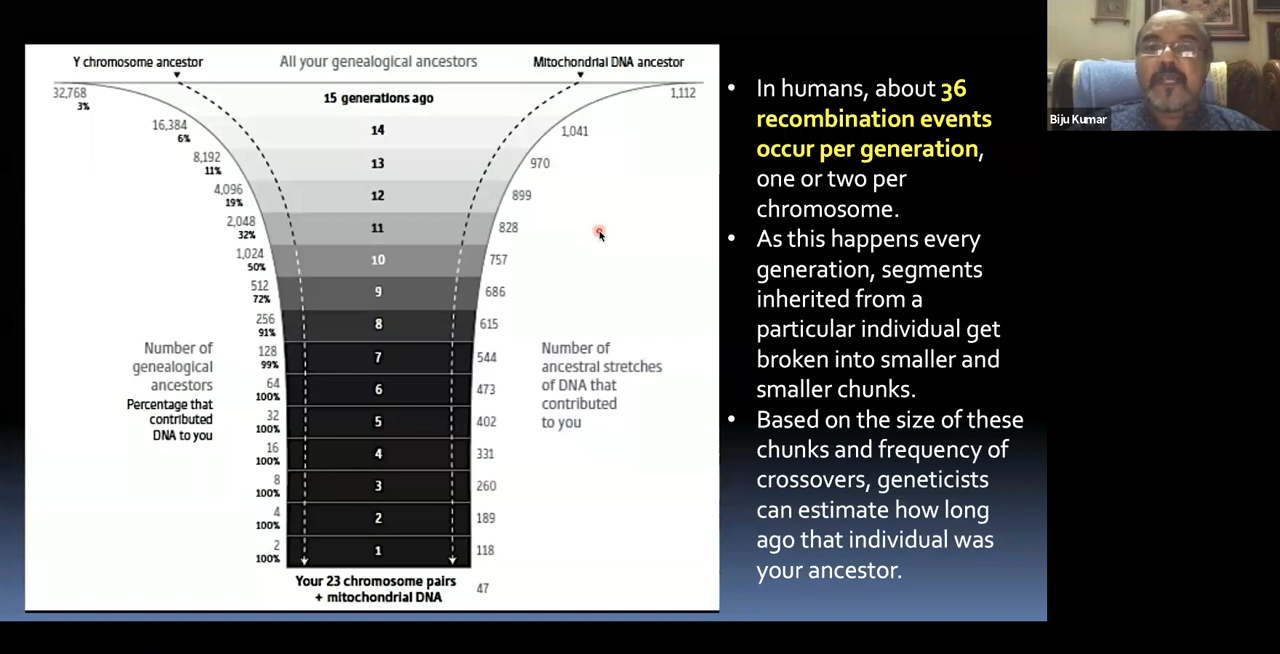 Y chromosome ancestor
All your genealogical ancestors
Mitochondrial DNA ancestor
32,768
3%
15 generations ago
1,112
16,384
6%
14
1,041
8,192
11%
13
970
4,096
19%
12
899
2,048
32%
11
828
1,024
50%
10
757
512
72%
9
686
256
91%
8
615
128
99%
7
544
64
100%
6
473
32
100%
5
402
16
100%
4
331
8
100%
3
260
4
100%
2
189
2
100%
1
118
Number of
genealogical
ancestors
Percentage that
contributed
DNA to you
Number of
ancestral stretches
of DNA that
contributed
to you
Your 23 chromosome pairs
+ mitochondrial DNA
47
• In humans, about 36
recombination events
occur per generation,
one or two per
chromosome.
• As this happens every
generation, segments
inherited from a
particular individual get
broken into smaller and
smaller chunks.
• Based on the size of these
chunks and frequency of
crossovers, geneticists
can estimate how long
ago that individual was
your ancestor.
Biju Kumar